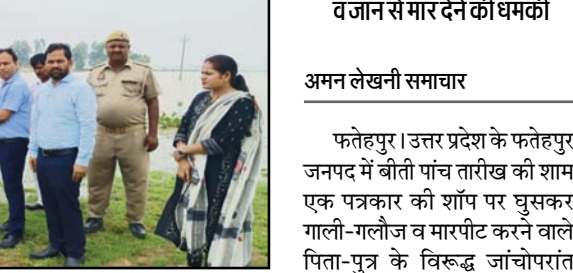 व जान से मार देने की धमकी
अमन लेखनी समाचार
फतेहपुर। उत्तर प्रदेश के फतेहपुर
जनपद में बीती पांच तारीख की शाम
एक पत्रकार की शॉप पर घुसकर
गाली-गलौज व मारपीट करने वाले
पिता-पुत्र के विरूद्ध जांचोपरांत